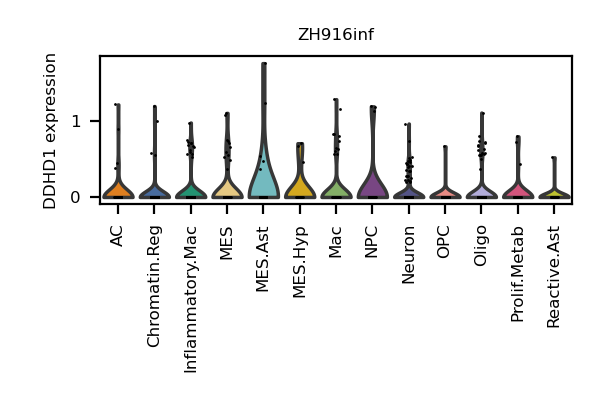 ZH916inf
DDHD1 expression
1
0
AC
Chromatin.Reg
Inflammatory.Mac
MES
MES.Ast
MES.Hyp
Mac
NPC
Neuron
OPC
Oligo
Prolif.Metab
Reactive.Ast